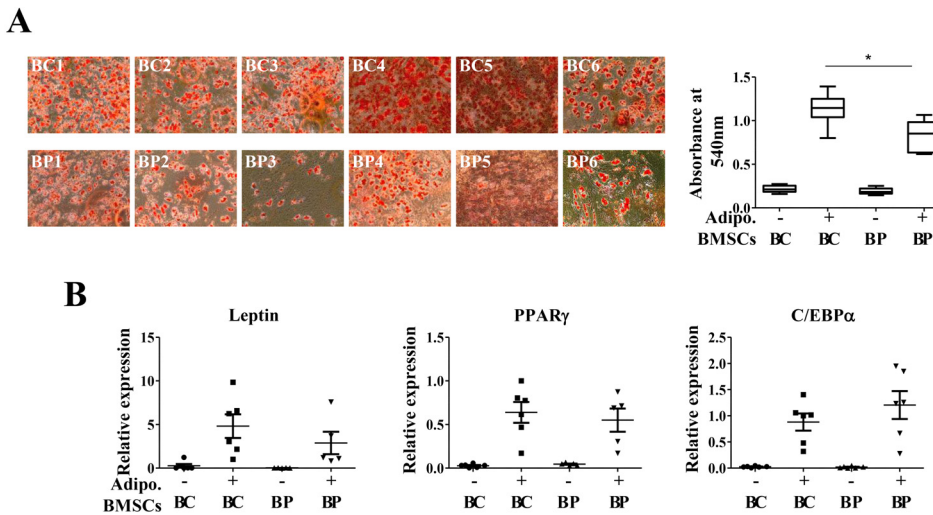 A
BC1 BC2 BC3 BC4 BC5 BC6
BP1 BP2 BP3 BP4 BP5 BP6
*
Absorbance at
540nm
1.5
1.0
0.5
0.0
Adipo. - + - +
BMSCs BC BC BP BP
B
Leptin
Relative expression
15
10
5
0
Adipo. - + - +
BMSCs BC BC BP BP
PPARγ
Relative expression
1.5
1.0
0.5
0.0
- + - +
BC BC BP BP
C/EBPα
Relative expression
2.5
2.0
1.5
1.0
0.5
0.0
- + - +
BC BC BP BP